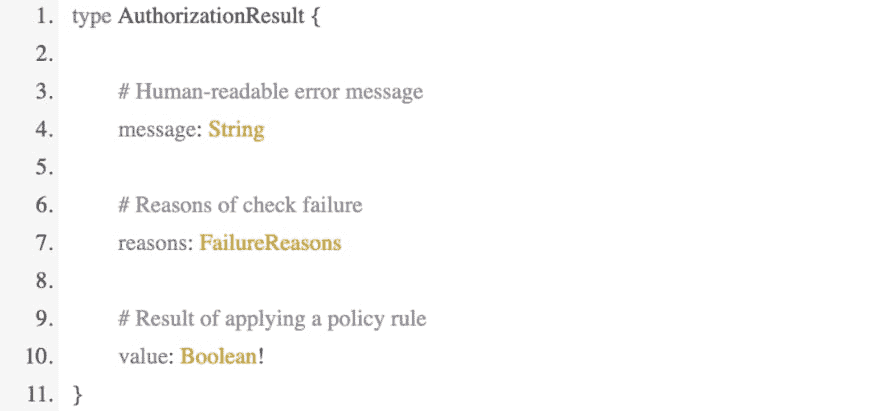 1. type AuthorizationResult {
2.
3. # Human-readable error message
4. message: String
5.
6. # Reasons of check failure
7. reasons: FailureReasons
8.
9. # Result of applying a policy rule
10. value: Boolean!
11. }